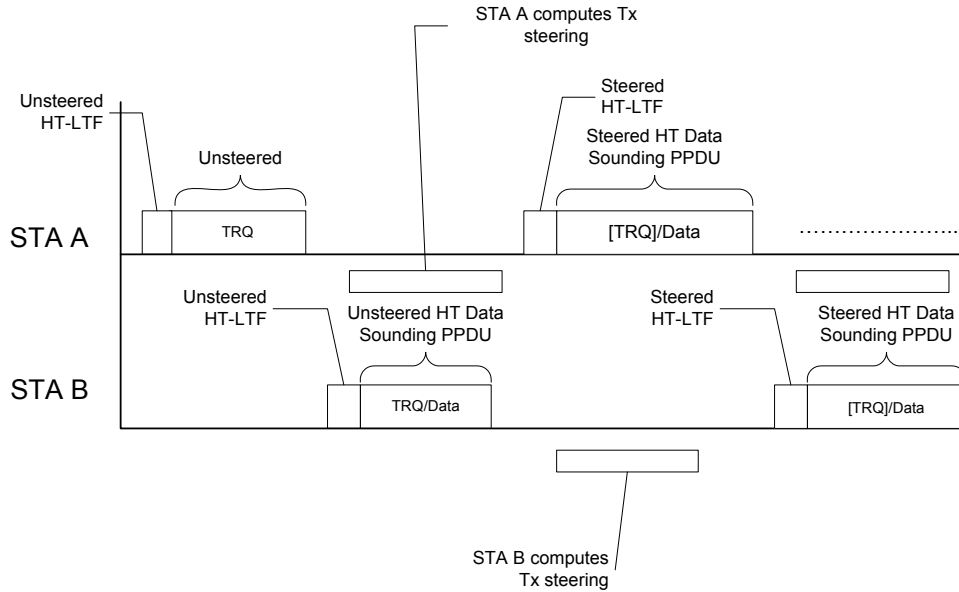 STA A computes Tx
steering
Unsteered
HT-LTF
Steered
HT-LTF
Unsteered
Steered HT Data
Sounding PPDU
STA A
TRQ
[TRQ]/Data
Unsteered
HT-LTF
Unsteered HT Data
Sounding PPDU
Steered
HT-LTF
Steered HT Data
Sounding PPDU
STA B
TRQ/Data
[TRQ]/Data
STA B computes
Tx steering